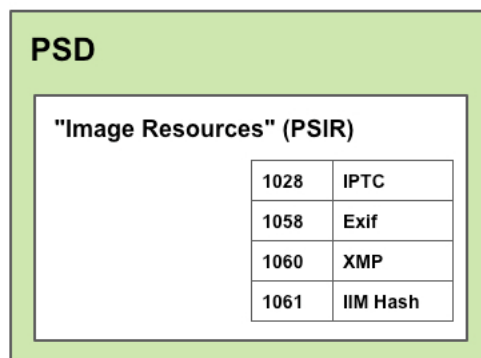 PSD
"Image Resources" (PSIR)
1028 IPTC
1058 Exif
1060 XMP
1061 IIM Hash